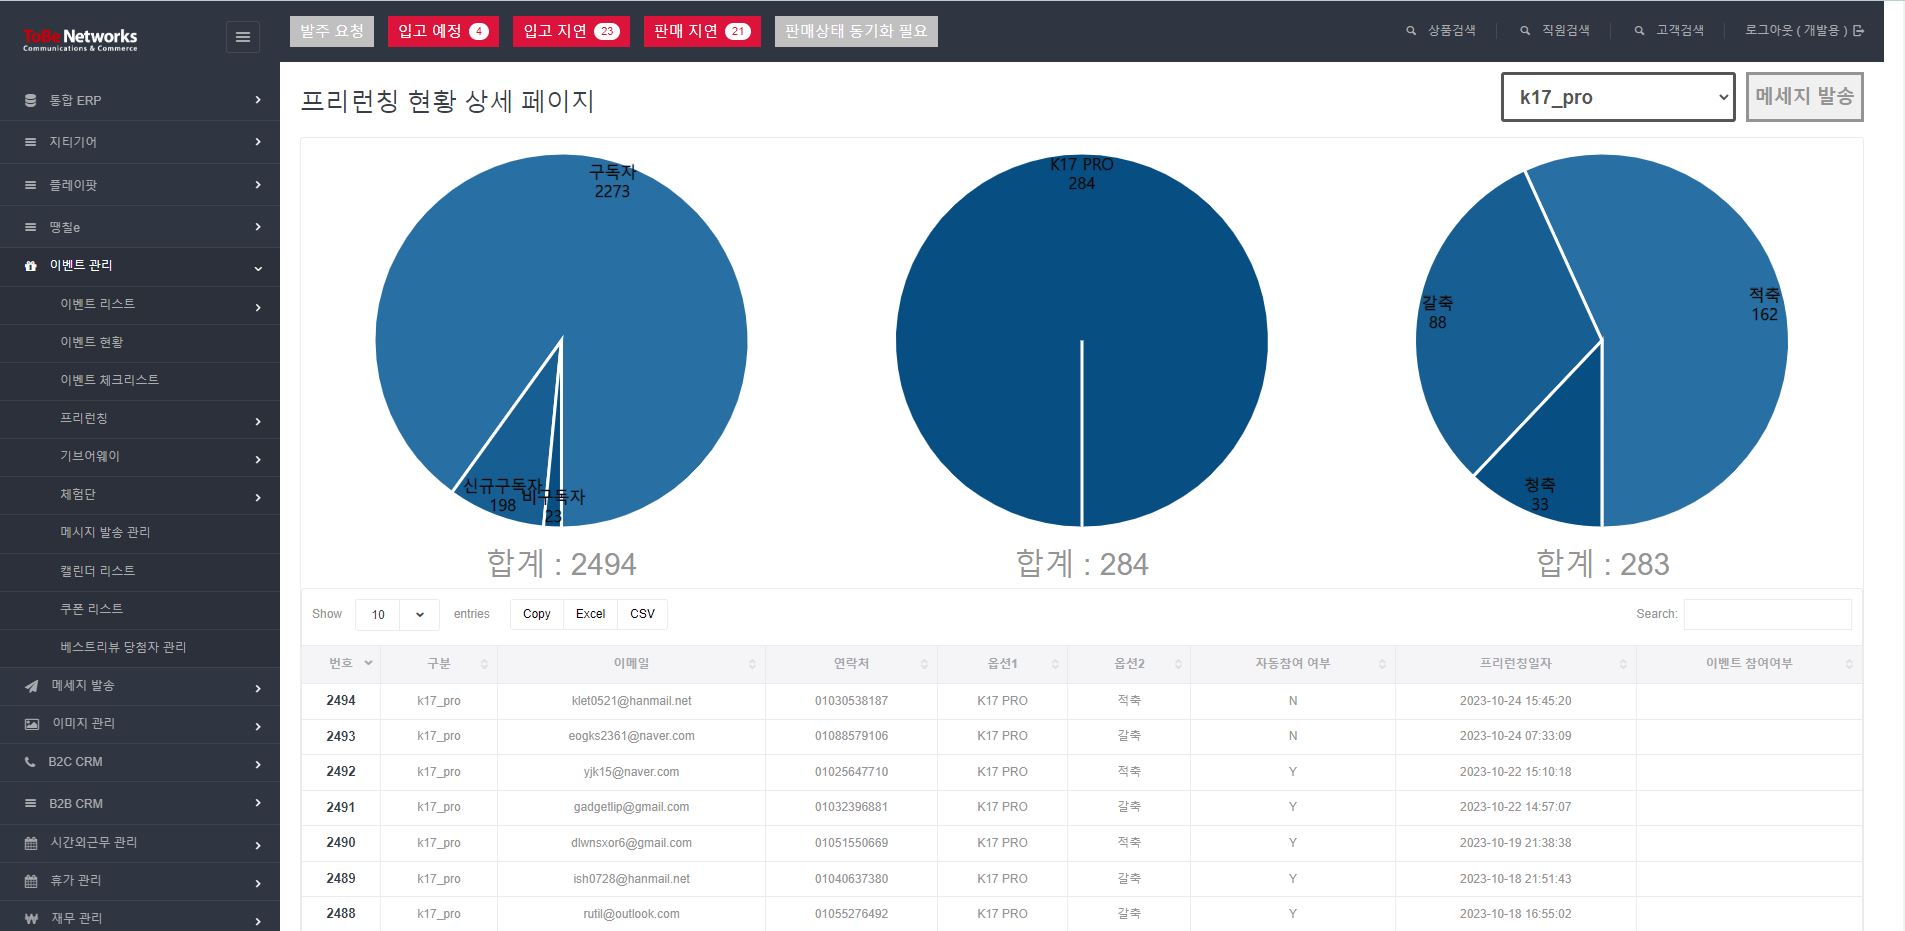 ToBe Networks
Communications & Commerce
발주 요청
입고 예정 4
입고 지연 23
판매 지연 21
판매상태 동기화 필요
상품검색
직원검색
고객검색
로그아웃 ( 개발용 )
통합 ERP
지티기어
플레이팟
땡칠e
이벤트 관리
이벤트 리스트
이벤트 현황
이벤트 체크리스트
프리런칭
기브어웨이
체험단
메시지 발송 관리
캘린더 리스트
쿠폰 리스트
베스트리뷰 당첨자 관리
메세지 발송
이미지 관리
B2C CRM
B2B CRM
시간외근무 관리
휴가 관리
재무 관리
프리런칭 현황 상세 페이지
k17_pro
메세지 발송
구독자
2273
신규구독자
198
비구독자
23
합계 : 2494
K17 PRO
284
합계 : 284
갈축
88
적축
162
청축
33
합계 : 283
Show 10 entries
Copy Excel CSV
Search:
번호 구분 이메일 연락처 옵션1 옵션2 자동참여 여부 프리런칭일자 이벤트 참여여부
2494 k17_pro klet0521@hanmail.net 01030538187 K17 PRO 적축 N 2023-10-24 15:45:20
2493 k17_pro eogks2361@naver.com 01088579106 K17 PRO 갈축 N 2023-10-24 07:33:09
2492 k17_pro yjk15@naver.com 01025647710 K17 PRO 적축 Y 2023-10-22 15:10:18
2491 k17_pro gadgetlip@gmail.com 01032396881 K17 PRO 갈축 Y 2023-10-22 14:57:07
2490 k17_pro dlwnsxor6@gmail.com 01051550669 K17 PRO 적축 Y 2023-10-19 21:38:38
2489 k17_pro ish0728@hanmail.net 01040637380 K17 PRO 갈축 Y 2023-10-18 21:51:43
2488 k17_pro rutil@outlook.com 01055276492 K17 PRO 갈축 Y 2023-10-18 16:55:02